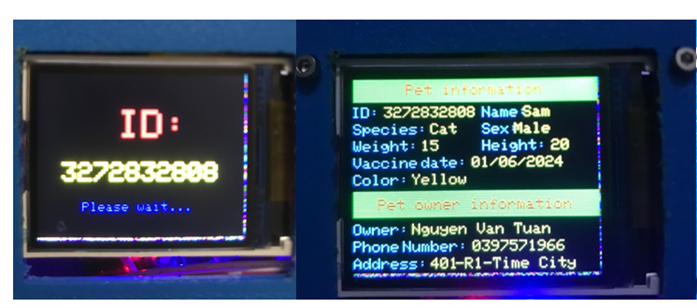 ID:
3272832808
Please wait...
Pet information
ID: 3272832808 Name: Sam
Species: Cat Sex: Male
Weight: 15 Height: 20
Vaccine date: 01/06/2024
Color: Yellow
Pet owner information
Owner: Nguyen Van Tuan
Phone Number: 0397571966
Address: 401-R1-Time City